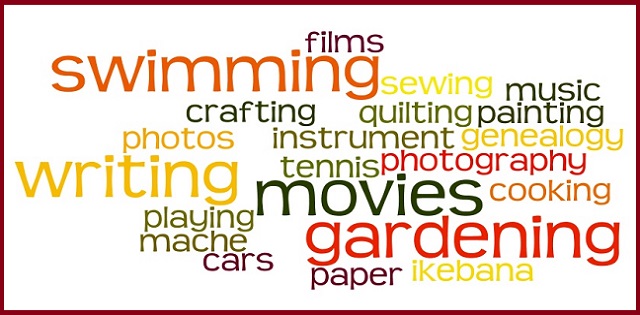 films
swimming sewing music
crafting quilting painting
photos instrument genealogy
writing tennis photography
movies cooking
playing gardening
mache
cars
paper ikebana